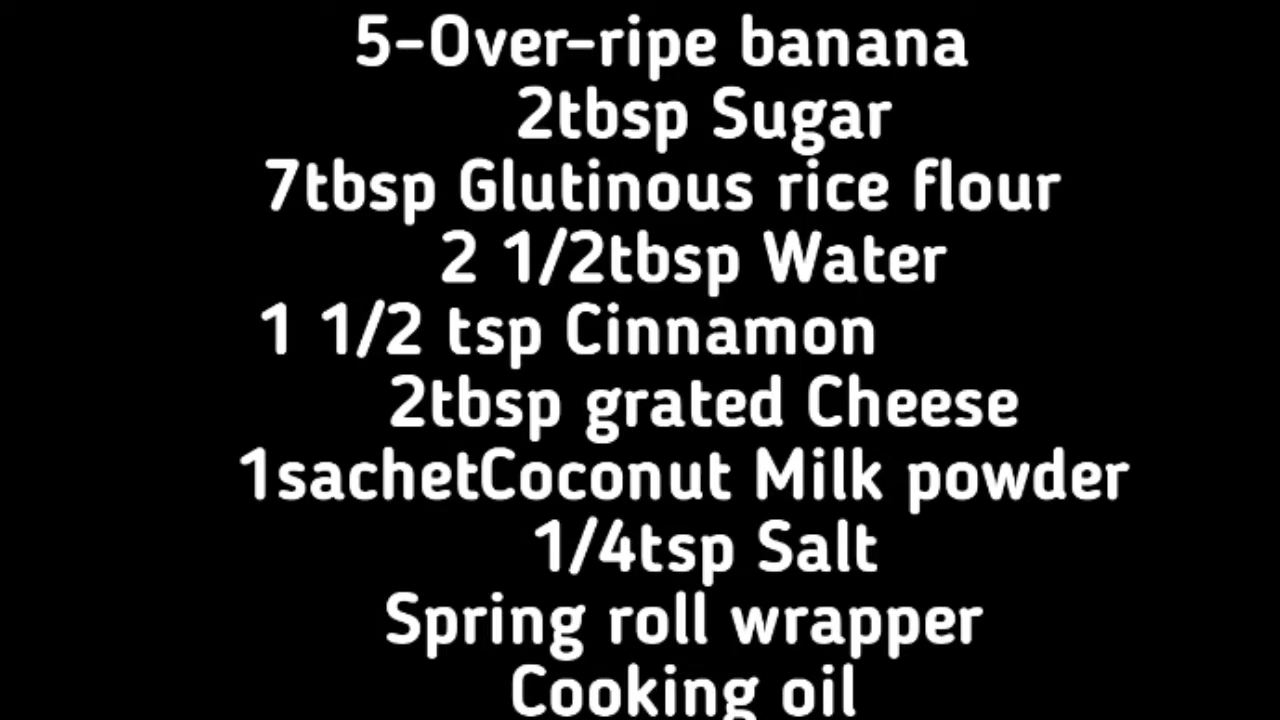 5-Over-ripe banana
2tbsp Sugar
7tbsp Glutinous rice flour
2 1/2tbsp Water
1 1/2 tsp Cinnamon
2tbsp grated Cheese
1sachetCoconut Milk powder
1/4tsp Salt
Spring roll wrapper
Cooking oil